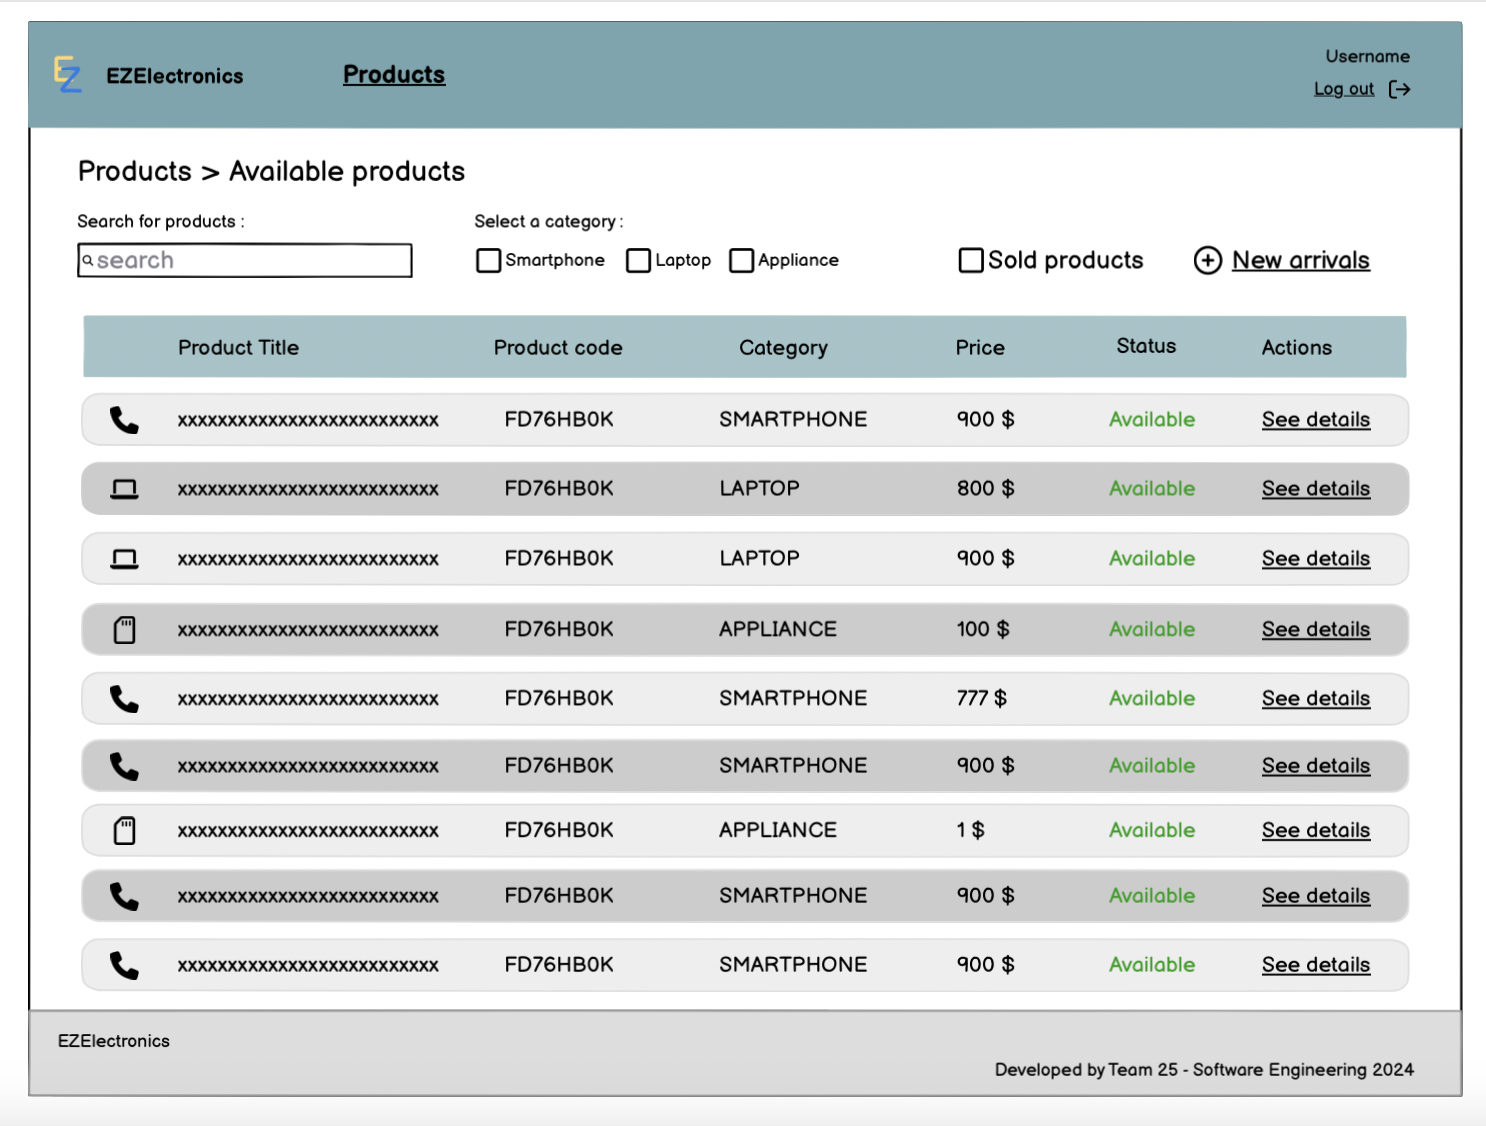 EZ EZElectronics Products Username
Log out
Products > Available products
Search for products : Select a category :
search Smartphone Laptop Appliance Sold products New arrivals
Product Title Product code Category Price Status Actions
xxxxxxxxxxxxxxxxxxxxxxxxxx FD76HB0K SMARTPHONE 900 $ Available See details
xxxxxxxxxxxxxxxxxxxxxxxxxx FD76HB0K LAPTOP 800 $ Available See details
xxxxxxxxxxxxxxxxxxxxxxxxxx FD76HB0K LAPTOP 900 $ Available See details
xxxxxxxxxxxxxxxxxxxxxxxxxx FD76HB0K APPLIANCE 100 $ Available See details
xxxxxxxxxxxxxxxxxxxxxxxxxx FD76HB0K SMARTPHONE 777 $ Available See details
xxxxxxxxxxxxxxxxxxxxxxxxxx FD76HB0K SMARTPHONE 900 $ Available See details
xxxxxxxxxxxxxxxxxxxxxxxxxx FD76HB0K APPLIANCE 1 $ Available See details
xxxxxxxxxxxxxxxxxxxxxxxxxx FD76HB0K SMARTPHONE 900 $ Available See details
xxxxxxxxxxxxxxxxxxxxxxxxxx FD76HB0K SMARTPHONE 900 $ Available See details
EZElectronics
Developed by Team 25 - Software Engineering 2024